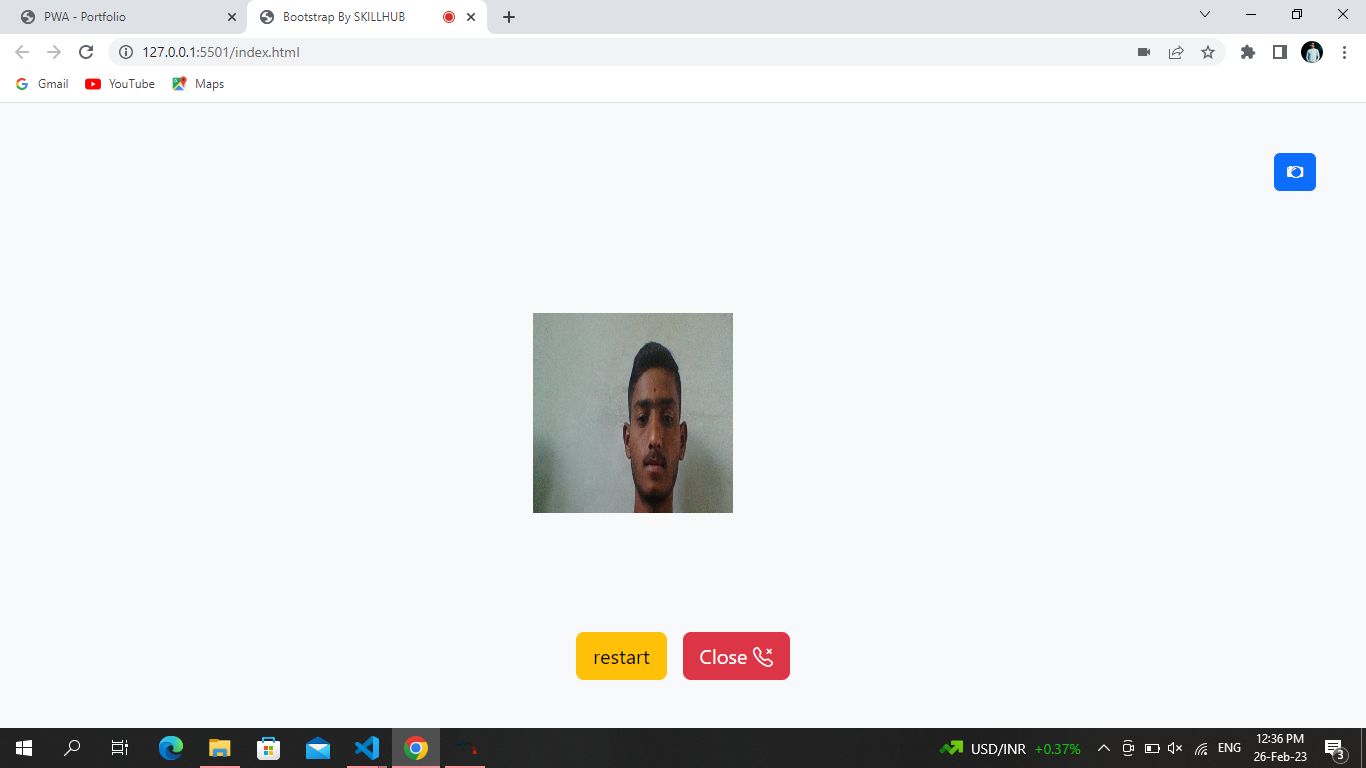 PWA - Portfolio
Bootstrap By SKILLHUB
127.0.0.1:5501/index.html
Gmail
YouTube
Maps
restart
Close
USD/INR +0.37%
ENG
12:36 PM
26-Feb-23
3